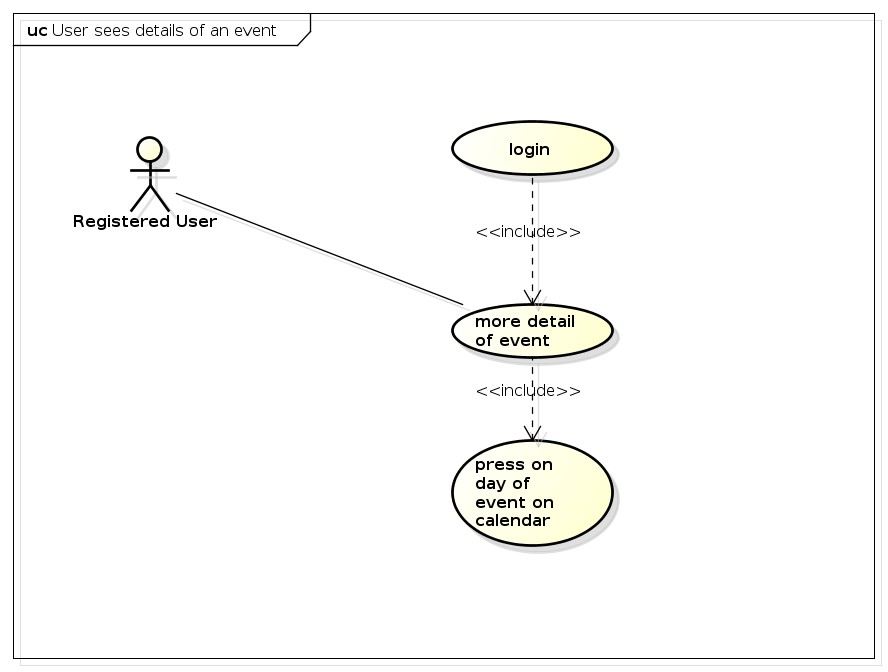 uc User sees details of an event
login
Registered User
<<include>>
more detail
of event
<<include>>
press on
day of
event on
calendar